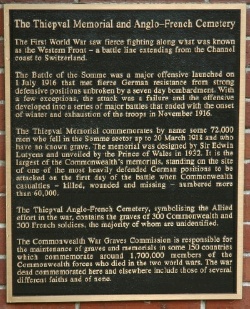 The Thiepval Memorial and Anglo-French Cemetery
The First World War saw fierce fighting along what was known
as the Western Front - a battle line extending from the Channel
coast to Switzerland.
The Battle of the Somme was a major offensive launched on
1 July 1916 that met fierce German resistance from strong
defensive positions unbroken by a seven day bombardment. With
a few exceptions, the attack was a failure and the offensive
developed into a series of major battles that ended with the onset
of winter and exhaustion of the troops in November 1916.
The Thiepval Memorial commemorates by name some 72,000
men who fell in the Somme sector up to 20 March 1918 and who
have no known grave. The memorial was designed by Sir Edwin
Lutyens and unveiled by the Prince of Wales in 1932. It is the
largest of the Commonwealth's memorials, standing on the site
of one of the most heavily defended German positions to be
attacked on the first day of the battle when Commonwealth
casualties - killed, wounded and missing - numbered more
than 60,000.
The Thiepval Anglo-French Cemetery, symbolising the Allied
effort in the war, contains the graves of 300 Commonwealth and
300 French soldiers, the majority of whom are unidentified.
The Commonwealth War Graves Commission is responsible for
the maintenance of graves and memorials in some 150 countries
which commemorate around 1,700,000 members of the
Commonwealth forces who died in the two world wars. The war
dead commemorated here and elsewhere include those of several
different faiths and of none.